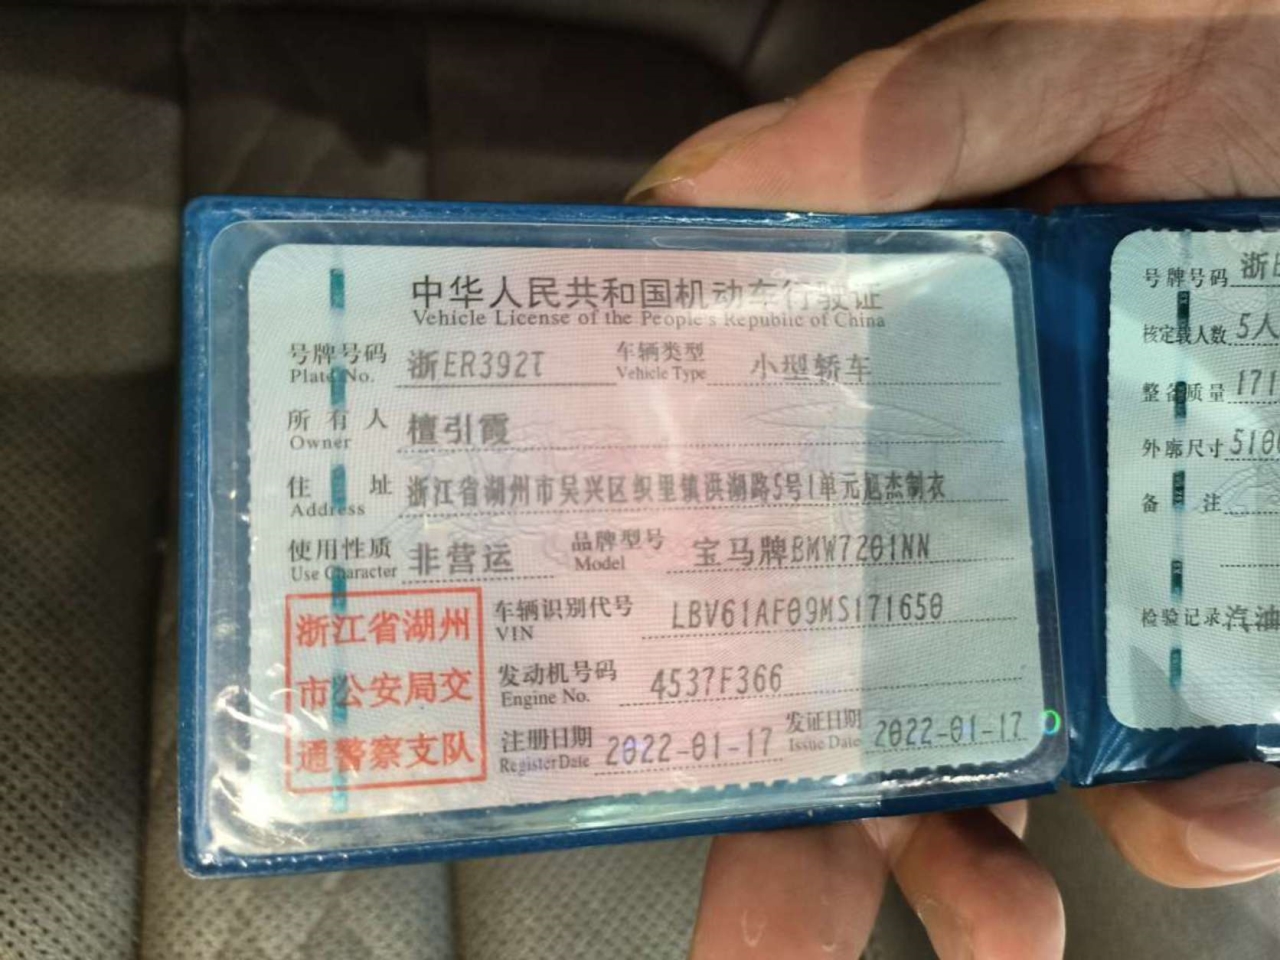 中华人民共和国机动车行驶证
Vehicle License of the People's Republic of China
号牌号码 浙ER392T 车辆类型 小型轿车
Plate No. Vehicle Type
所有人 檀引霞
Owner
住址 浙江省湖州市吴兴区织里镇洪湖路5号1单元旭杰制衣
Address
使用性质 非营运 品牌型号 宝马牌BMW7201NN
Use Character Model
浙江省湖州
市公安局交
通警察支队
车辆识别代号 LBV61AF09MS171650
VIN
发动机号码 4537F366
Engine No.
注册日期 2022-01-17 发证日期 2022-01-17
Register Date Issue Date
号牌号码 浙E
核定载人数 5人
整备质量 171
外廓尺寸 510
备注
检验记录 汽油